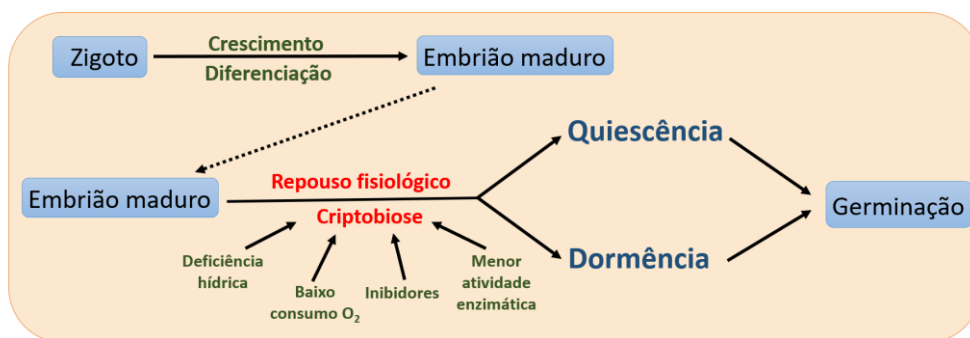 Zigoto
Crescimento
Diferenciação
Embrião maduro
Quiescência
Embrião maduro
Repouso fisiológico
Criptobiose
Germinação
Dormência
Deficiência
hídrica
Baixo
consumo O₂
Inibidores
Menor
atividade
enzimática